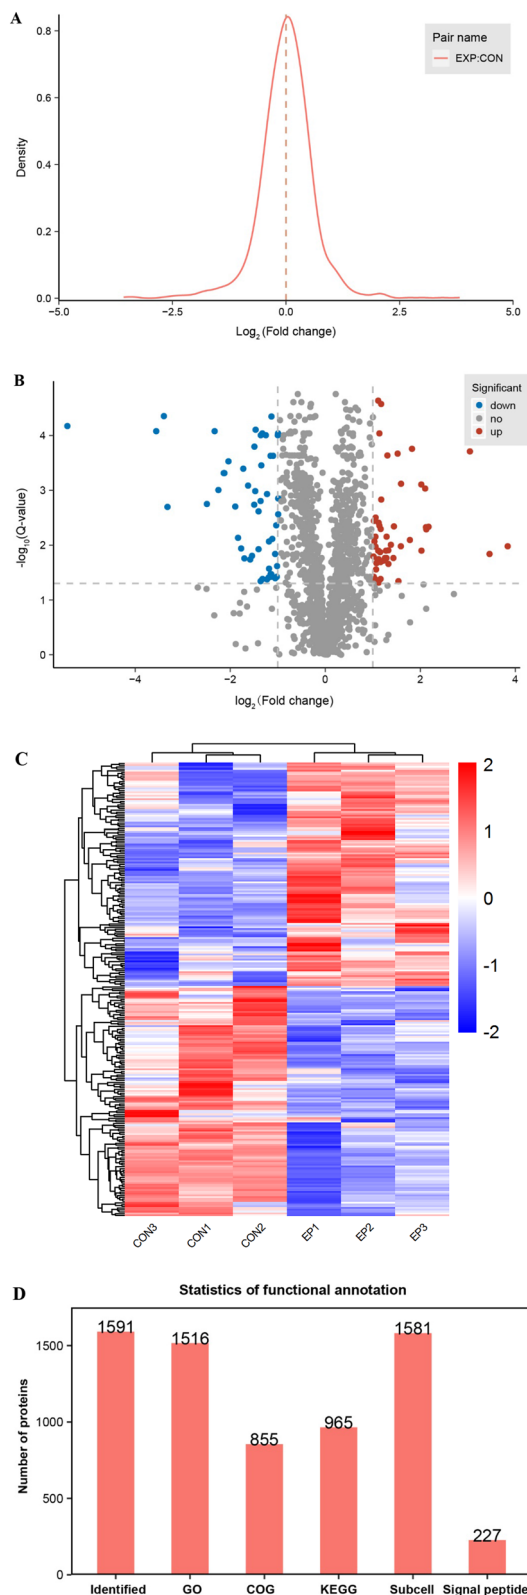 A
Pair name
EXP:CON
0.8
0.6
0.4
0.2
0.0
Density
−5.0 −2.5 0.0 2.5 5.0
Log2 (Fold change)
B
Significant
down
no
up
4
3
2
1
0
-log10(Q-value)
−4 −2 0 2 4
log2 (Fold change)
C
2
1
0
-1
-2
CON3 CON1 CON2 EP1 EP2 EP3
D
Statistics of functional annotation
1591 1516 855 965 1581 227
1500
1000
500
0
Number of proteins
Identified GO COG KEGG Subcell Signal peptide